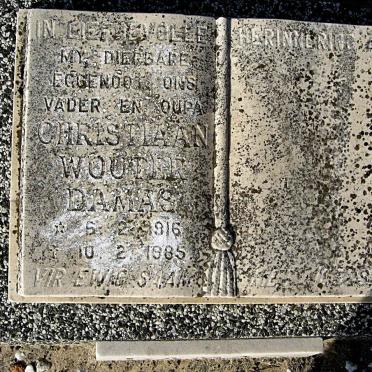 IN LIEFDEVOLLE HERINNERING
MY DIERBARE
EGGENOOT, ONS
VADER EN OUPA
CHRISTIAAN
WOUTER
DAMAS
☆ 6. 2. 1916
10. 2. 1985
VIR EWIG SAAM